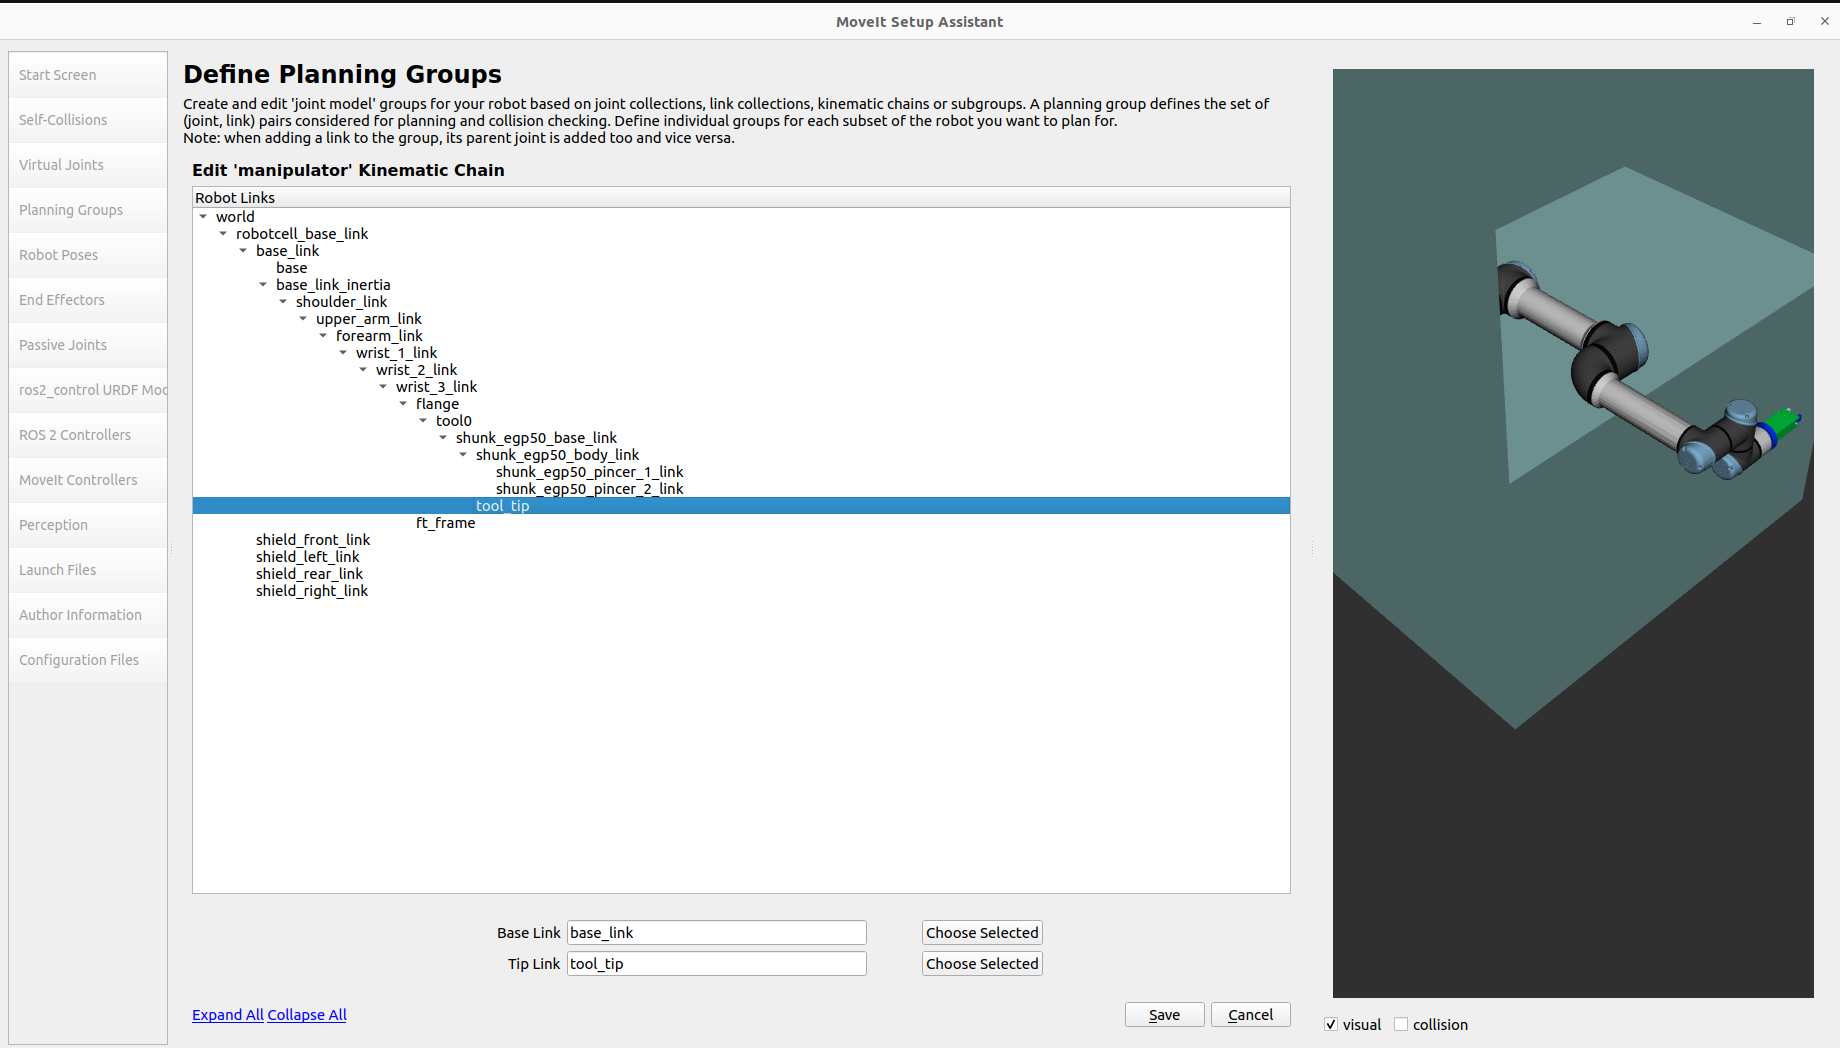 MoveIt Setup Assistant
Start Screen
Self-Collisions
Virtual Joints
Planning Groups
Robot Poses
End Effectors
Passive Joints
ros2_control URDF Mod
ROS 2 Controllers
MoveIt Controllers
Perception
Launch Files
Author Information
Configuration Files
Define Planning Groups
Create and edit 'joint model' groups for your robot based on joint collections, link collections, kinematic chains or subgroups. A planning group defines the set of
(joint, link) pairs considered for planning and collision checking. Define individual groups for each subset of the robot you want to plan for.
Note: when adding a link to the group, its parent joint is added too and vice versa.
Edit 'manipulator' Kinematic Chain
Robot Links
world
robotcell_base_link
base_link
base
base_link_inertia
shoulder_link
upper_arm_link
forearm_link
wrist_1_link
wrist_2_link
wrist_3_link
flange
tool0
shunk_egp50_base_link
shunk_egp50_body_link
shunk_egp50_pincer_1_link
shunk_egp50_pincer_2_link
tool_tip
ft_frame
shield_front_link
shield_left_link
shield_rear_link
shield_right_link
Base Link base_link Choose Selected
Tip Link tool_tip Choose Selected
Expand All Collapse All Save Cancel
visual collision